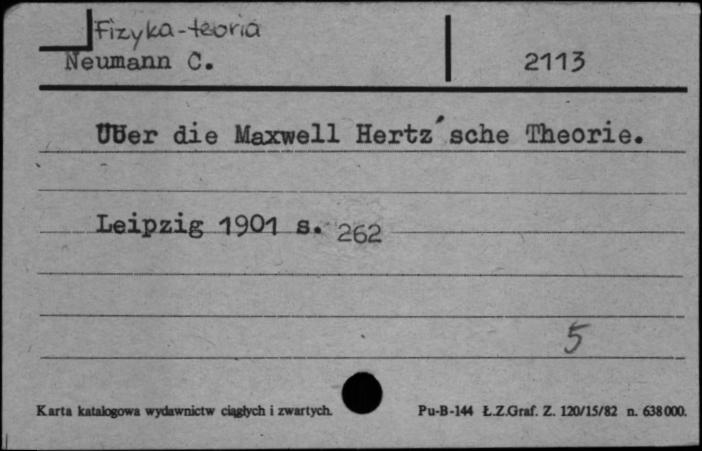 Fizyka-teoria
Neumann C. 2113
Über die Maxwell Hertz´sche Theorie.
Leipzig 1901 s. 262
5
Karta katalogowa wydawnictw ciągłych i zwartych. Pu-B-144 Ł.Z.Graf. Z. 120/15/82 n. 638000.